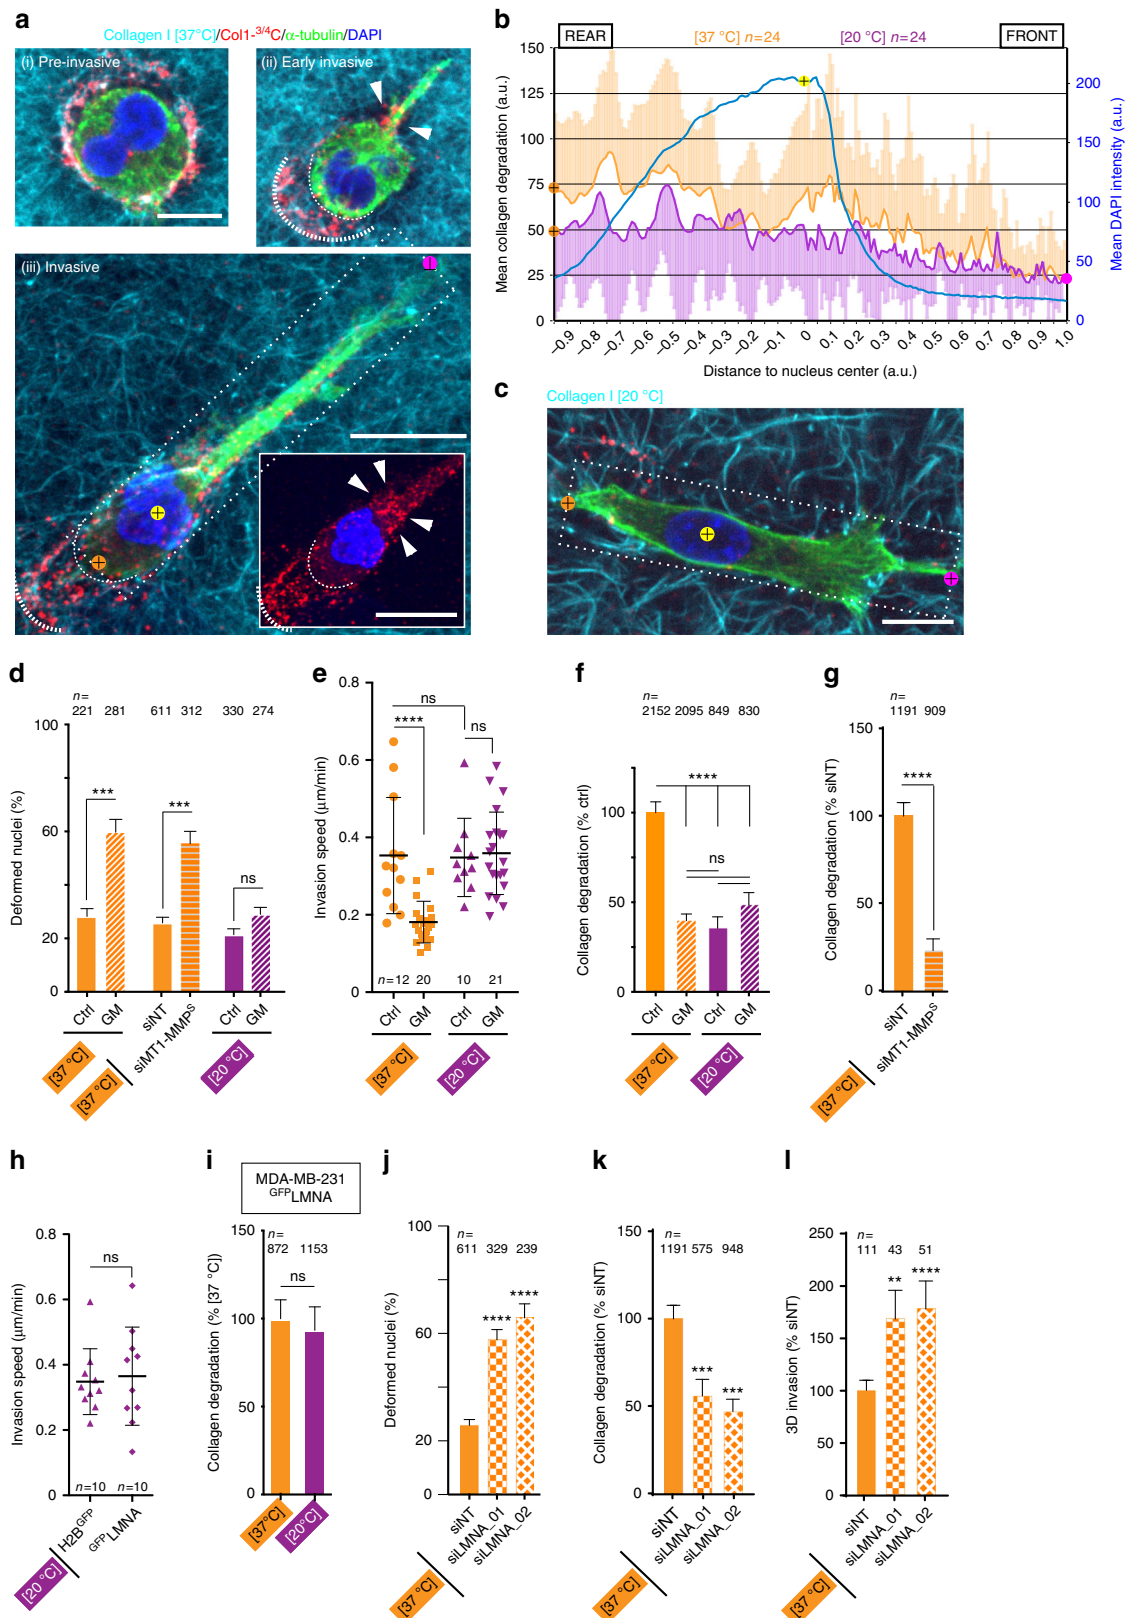 a
Collagen I [37°C]/Col1-³/⁴C/α-tubulin/DAPI
(i) Pre-invasive
(ii) Early invasive
(iii) Invasive
b
REAR
[37 °C] n=24
[20 °C] n=24
FRONT
Mean collagen degradation (a.u.)
150
125
100
75
50
25
0
Mean DAPI intensity (a.u.)
200
150
100
50
0
–0.9 –0.8 –0.7 –0.6 –0.5 –0.4 –0.3 –0.2 –0.1 0 0.1 0.2 0.3 0.4 0.5 0.6 0.7 0.8 0.9 1.0
Distance to nucleus center (a.u.)
c
Collagen I [20 °C]
d
n=
221 281 611 312 330 274
Deformed nuclei (%)
100
60
20
0
*** *** ns
Ctrl GM siNT siMT1-MMPˢ Ctrl GM
[37 °C] [37 °C] [20 °C]
e
Invasion speed (μm/min)
0.8
0.6
0.4
0.2
0
ns
**** ns
n=12 20 10 21
Ctrl GM Ctrl GM
[37 °C] [20 °C]
f
n=
2152 2095 849 830
Collagen degradation (% ctrl)
100
50
0
****
ns
Ctrl GM Ctrl GM
[37 °C] [20 °C]
g
n=
1191 909
Collagen degradation (% siNT)
150
100
50
0
****
siNT siMT1-MMPˢ
[37 °C]
h
Invasion speed (μm/min)
0.8
0.6
0.4
0.2
0
ns
n=10 n=10
H2Bᴳᶠᴾ ᴳᶠᴾLMNA
[20 °C]
i
MDA-MB-231
ᴳᶠᴾLMNA
n=
872 1153
Collagen degradation (% [37 °C])
150
100
50
0
ns
[37°C] [20°C]
j
n=
611 329 239
Deformed nuclei (%)
100
60
20
0
**** ****
siNT siLMNA_01 siLMNA_02
[37 °C]
k
n=
1191 575 948
Collagen degradation (% siNT)
150
100
50
0
*** ***
siNT siLMNA_01 siLMNA_02
[37 °C]
l
n=
111 43 51
3D invasion (% siNT)
250
200
150
100
50
0
** ****
siNT siLMNA_01 siLMNA_02
[37 °C]